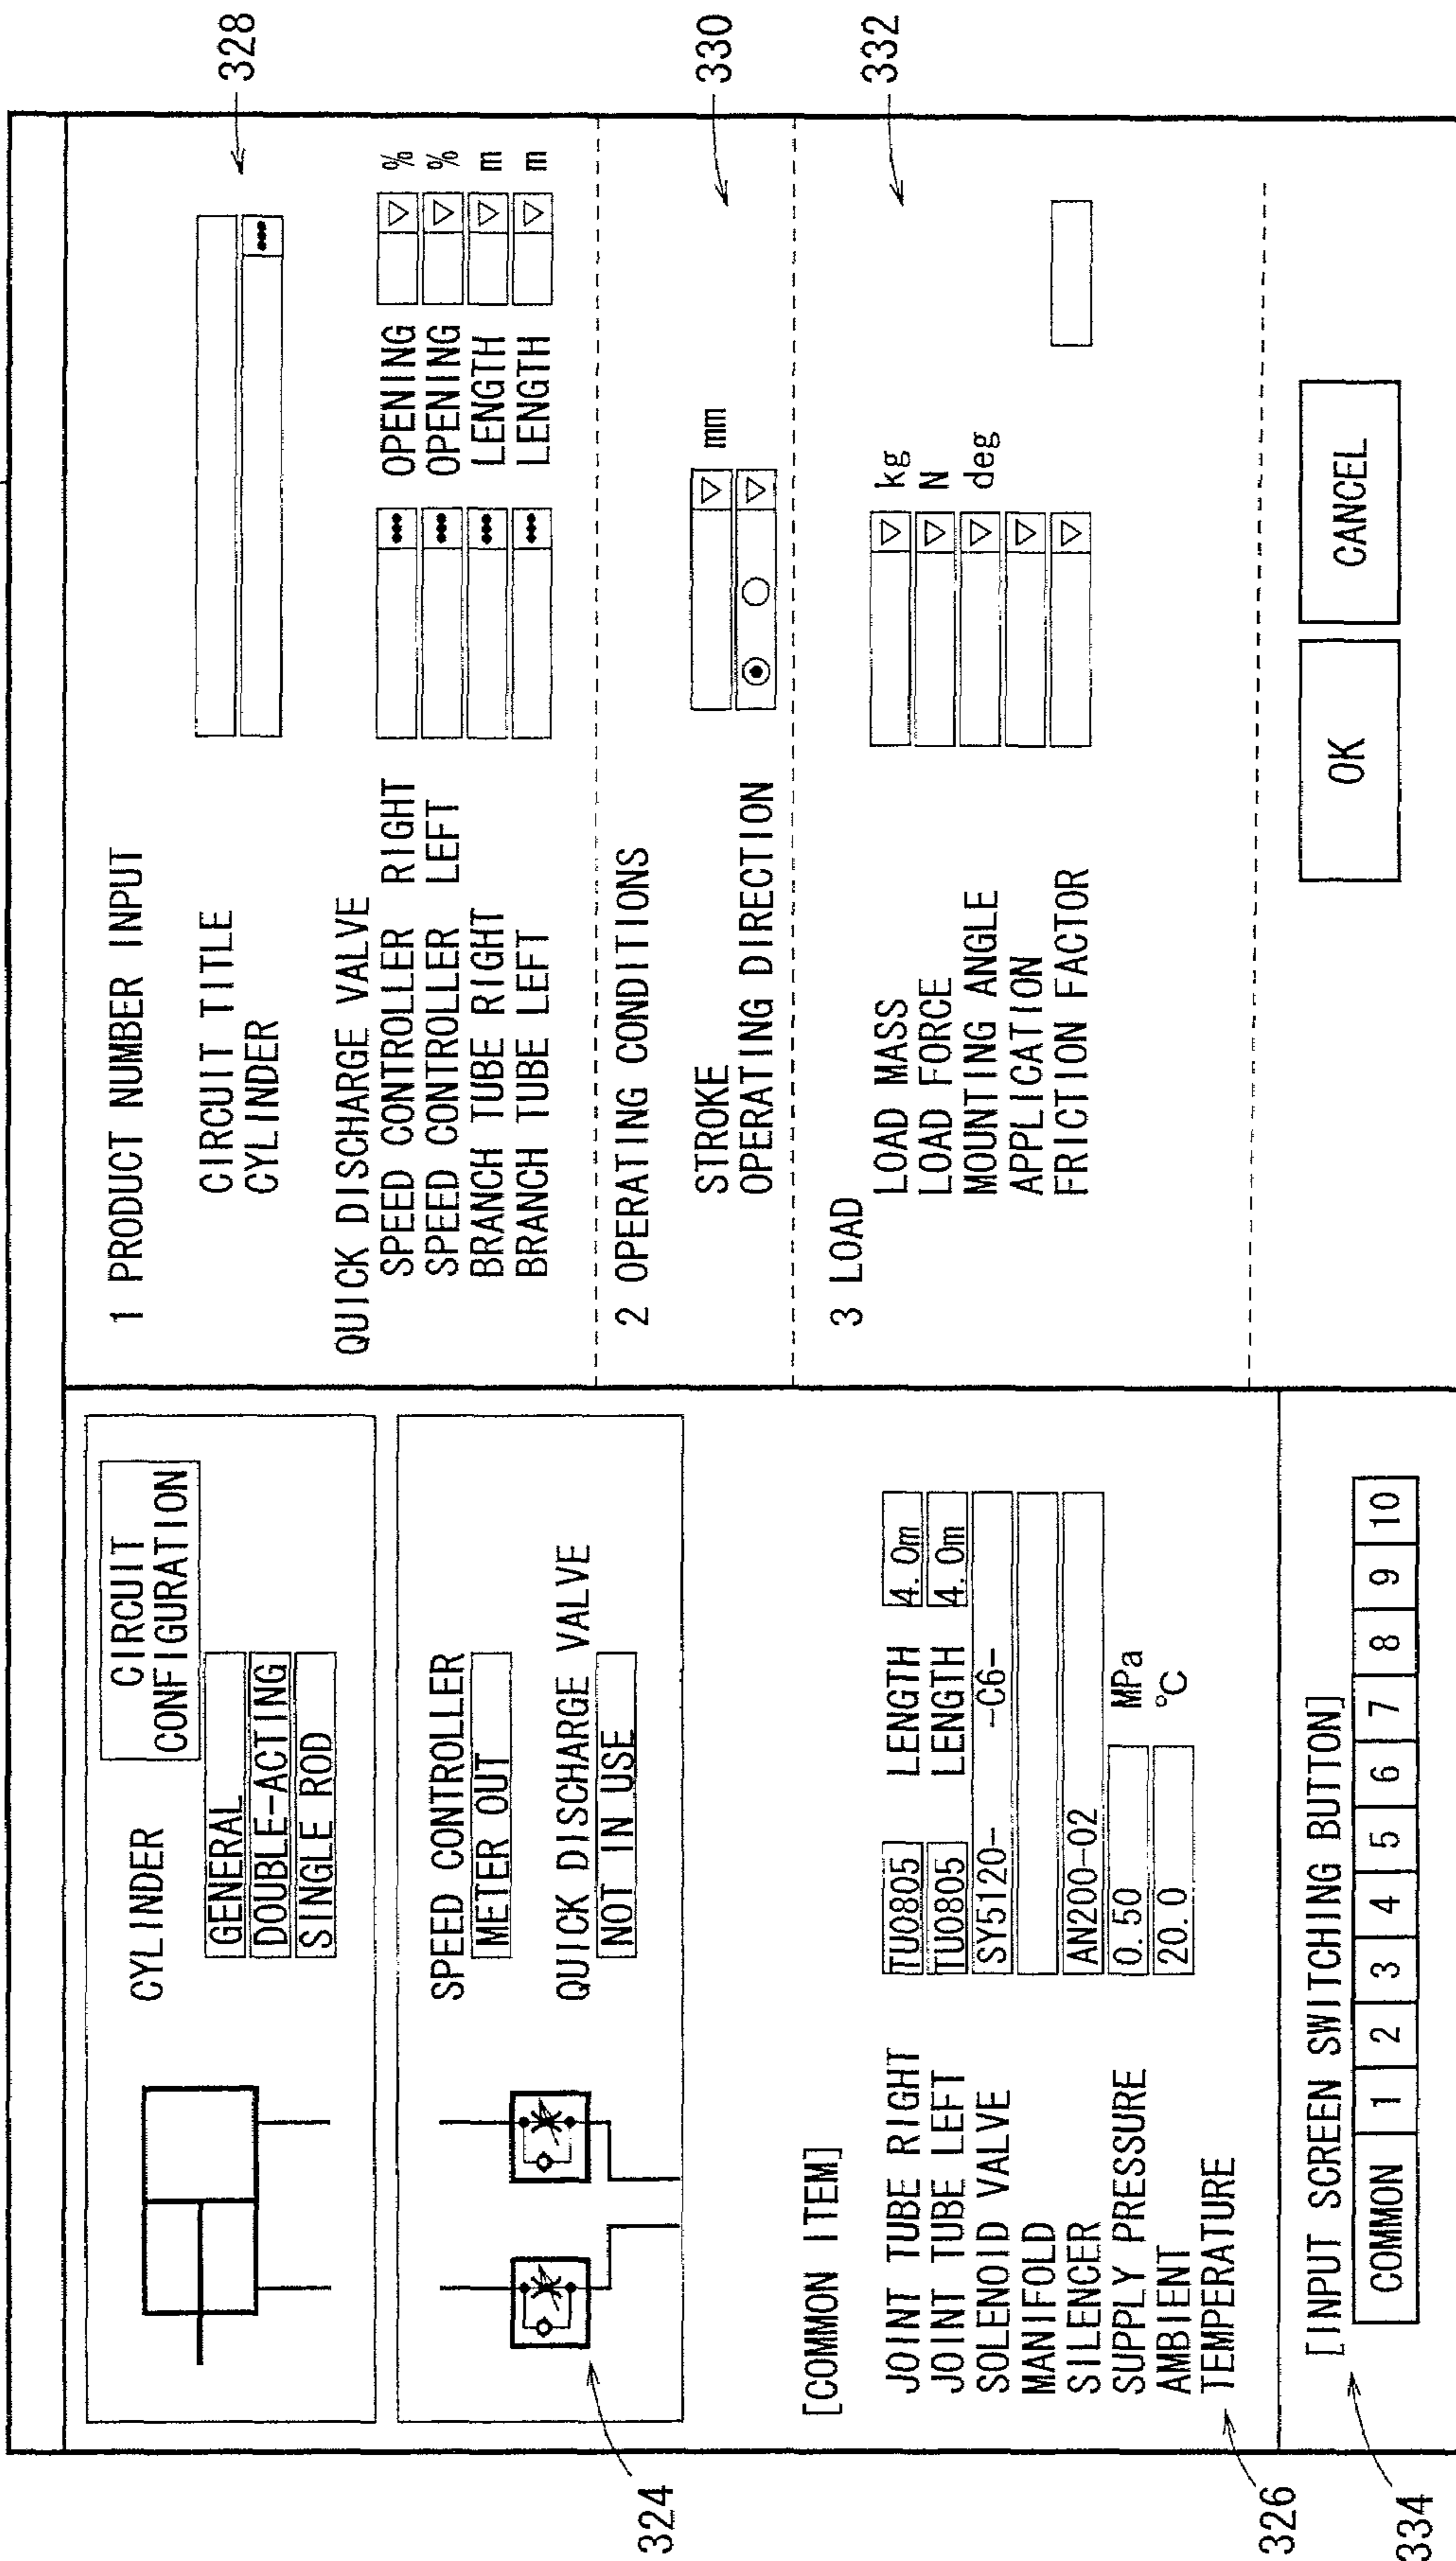 CIRCUIT
CONFIGURATION
CYLINDER
GENERAL
DOUBLE-ACTING
SINGLE ROD
SPEED CONTROLLER
METER OUT
QUICK DISCHARGE VALVE
NOT IN USE
324
[COMMON ITEM]
JOINT TUBE RIGHT TU0805 LENGTH 4.0m
JOINT TUBE LEFT TU0805 LENGTH 4.0m
SOLENOID VALVE SY5120- -C6-
MANIFOLD
SILENCER AN200-02
SUPPLY PRESSURE 0.50 MPa
AMBIENT 20.0 °C
TEMPERATURE
326
[INPUT SCREEN SWITCHING BUTTON]
COMMON 1 2 3 4 5 6 7 8 9 10
334
1 PRODUCT NUMBER INPUT
CIRCUIT TITLE
CYLINDER
328
QUICK DISCHARGE VALVE
SPEED CONTROLLER RIGHT OPENING %
SPEED CONTROLLER LEFT OPENING %
BRANCH TUBE RIGHT LENGTH m
BRANCH TUBE LEFT LENGTH m
2 OPERATING CONDITIONS
STROKE mm
OPERATING DIRECTION
330
3 LOAD
332
LOAD MASS kg
LOAD FORCE N
MOUNTING ANGLE deg
APPLICATION
FRICTION FACTOR
OK CANCEL